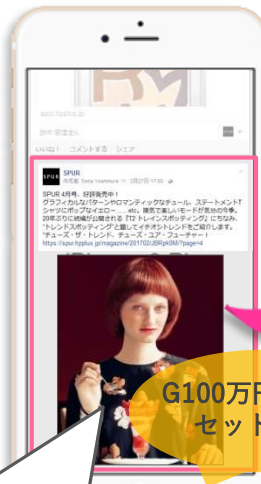 spur.hpplus.jp
いいね！ コメントする シェア
SPUR
SPUR
SPUR 4月号、好評発売中！
グラフィカルなパターンやロマンティックなチュール、ステートメントT
シャツにポップなイエロー……etc. 陽気で楽しいモードが気分の今季。
20年ぶりに続編が公開される『T2 トレインスポッティング』にちなみ、
"トレンドスポッティング"と題してイチオシトレンドをご紹介します。
"チューズ・ザ・トレンド、チューズ・ユア・フューチャー！
https://spur.hpplus.jp/magazine/201702/JBRpk0M/?page=4
G100万円
セット